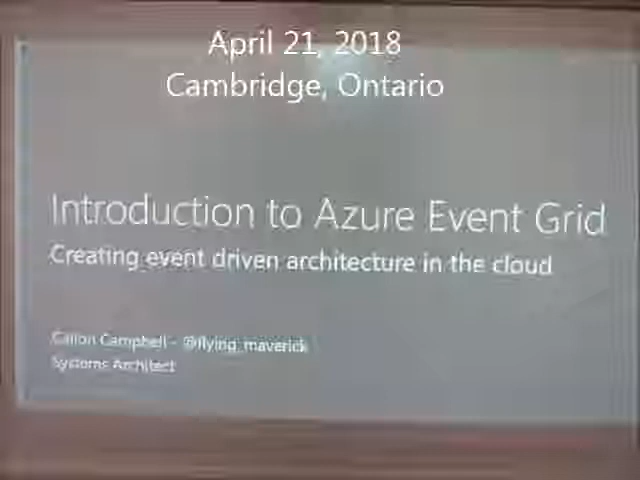 April 21, 2018
Cambridge, Ontario
Introduction to Azure Event Grid
Creating event driven architecture in the cloud
Callon Campbell - @flying_maverick
Systems Architect